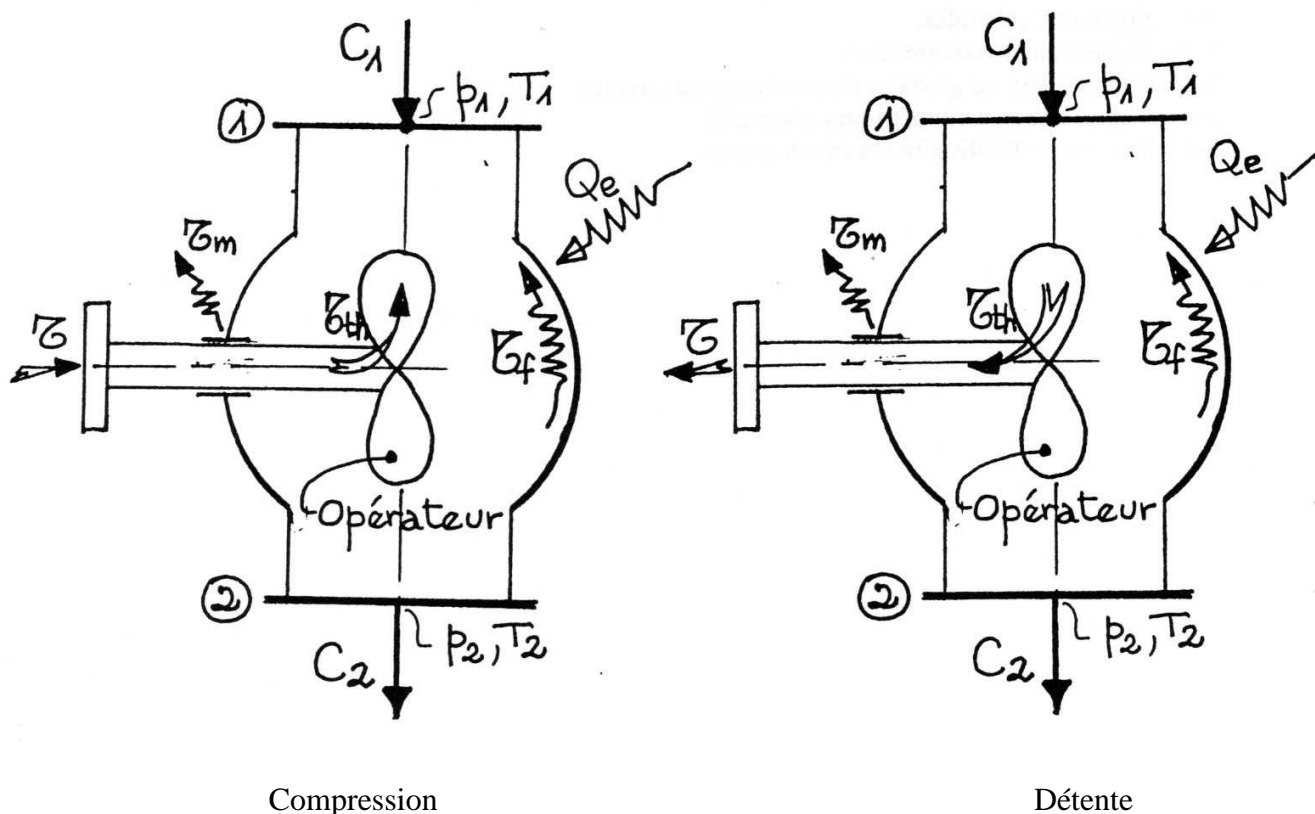 C1
p1, T1
1
Qe
τm
τ
τth
τf
Opérateur
2
p2, T2
C2
Compression
C1
p1, T1
1
Qe
τm
τ
τth
τf
Opérateur
2
p2, T2
C2
Détente